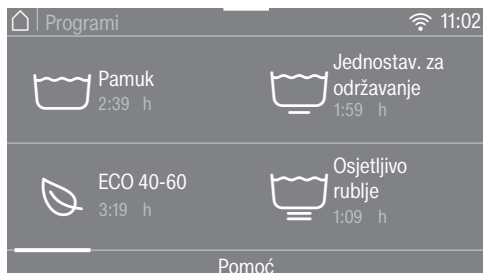 Programi 11:02
Pamuk
2:39 h
Jednostav. za
održavanje
1:59 h
ECO 40-60
3:19 h
Osjetljivo
rublje
1:09 h
Pomoć